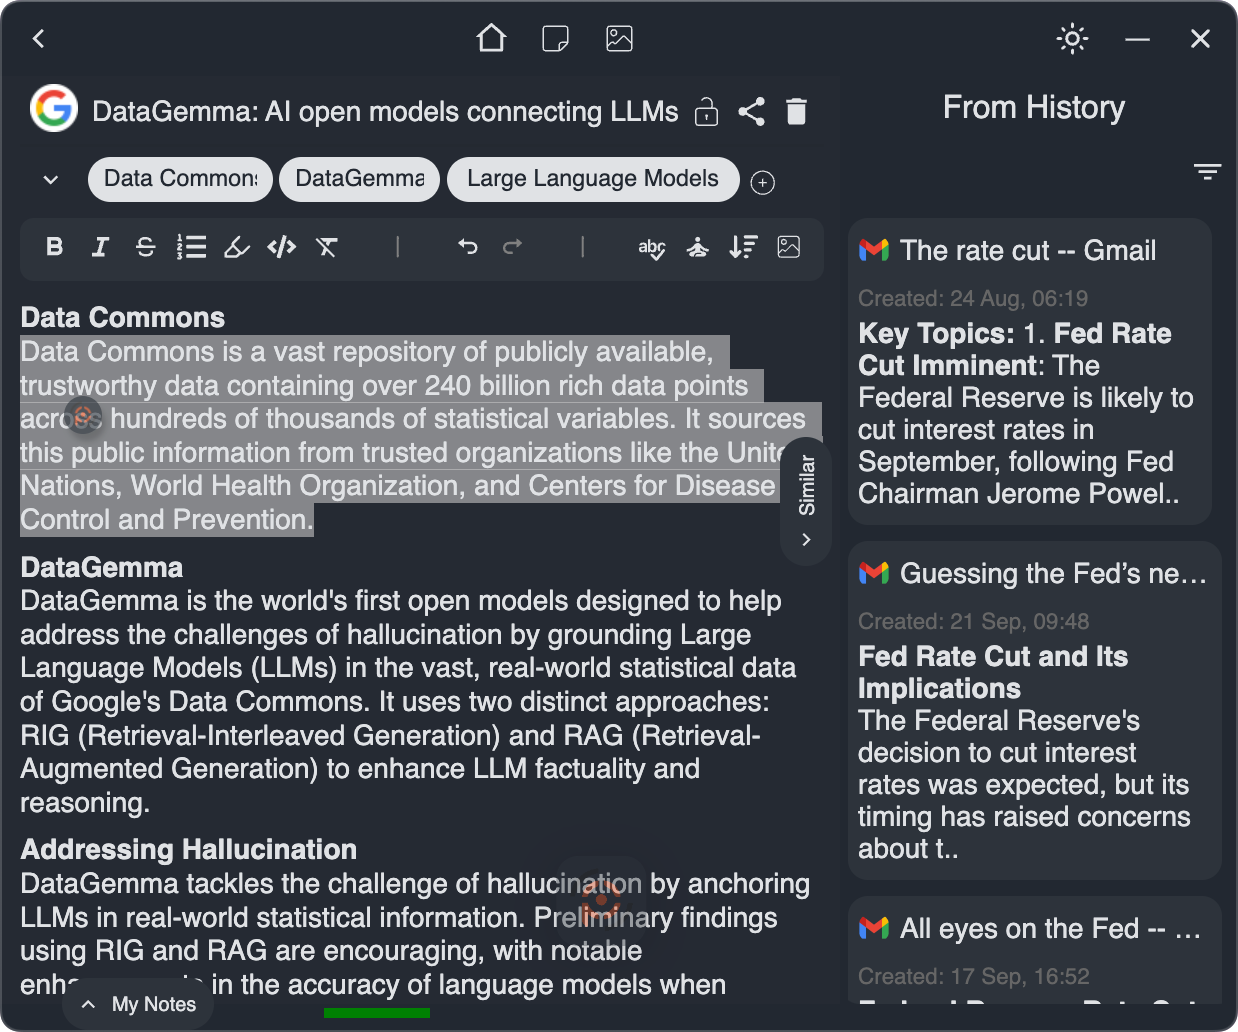 DataGemma: AI open models connecting LLMs
From History
Data Common
DataGemma
Large Language Models
B I S
abc
Data Commons
Data Commons is a vast repository of publicly available,
trustworthy data containing over 240 billion rich data points
across hundreds of thousands of statistical variables. It sources
this public information from trusted organizations like the Unite
Nations, World Health Organization, and Centers for Disease
Control and Prevention.
Similar
DataGemma
DataGemma is the world's first open models designed to help
address the challenges of hallucination by grounding Large
Language Models (LLMs) in the vast, real-world statistical data
of Google's Data Commons. It uses two distinct approaches:
RIG (Retrieval-Interleaved Generation) and RAG (Retrieval-
Augmented Generation) to enhance LLM factuality and
reasoning.
Addressing Hallucination
DataGemma tackles the challenge of hallucination by anchoring
LLMs in real-world statistical information. Preliminary findings
using RIG and RAG are encouraging, with notable
in the accuracy of language models when
My Notes
The rate cut -- Gmail
Created: 24 Aug, 06:19
Key Topics: 1. Fed Rate
Cut Imminent: The
Federal Reserve is likely to
cut interest rates in
September, following Fed
Chairman Jerome Powel..
Guessing the Fed’s ne…
Created: 21 Sep, 09:48
Fed Rate Cut and Its
Implications
The Federal Reserve's
decision to cut interest
rates was expected, but its
timing has raised concerns
about t..
All eyes on the Fed -- …
Created: 17 Sep, 16:52